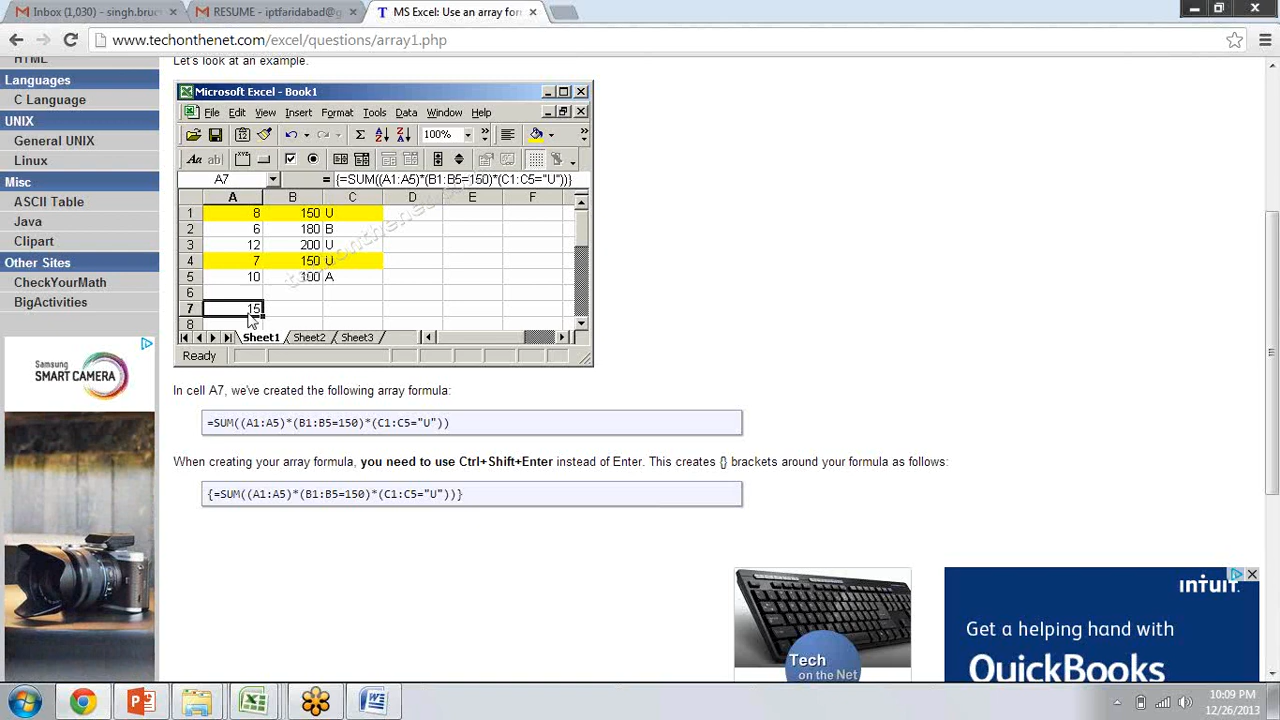 Inbox (1,030) - singh.bruc
RESUME - iptfaridabad@g
MS Excel: Use an array for
www.techonthenet.com/excel/questions/array1.php
HTML
Languages
C Language
UNIX
General UNIX
Linux
Misc
ASCII Table
Java
Clipart
Other Sites
CheckYourMath
BigActivities
Samsung
SMART CAMERA
Let's look at an example.
Microsoft Excel - Book1
File Edit View Insert Format Tools Data Window Help
100%
Aa ab
A7 = {=SUM((A1:A5)*(B1:B5=150)*(C1:C5="U"))}
A B C D E F
1 8 150 U
2 6 180 B
3 12 200 U
4 7 150 U
5 10 100 A
6
7 15
8
Sheet1 Sheet2 Sheet3
Ready
In cell A7, we've created the following array formula:
=SUM((A1:A5)*(B1:B5=150)*(C1:C5="U"))
When creating your array formula, you need to use Ctrl+Shift+Enter instead of Enter. This creates {} brackets around your formula as follows:
{=SUM((A1:A5)*(B1:B5=150)*(C1:C5="U"))}
Tech
on the Net
INTUIT
Get a helping hand with
QuickBooks
10:09 PM
12/26/2013